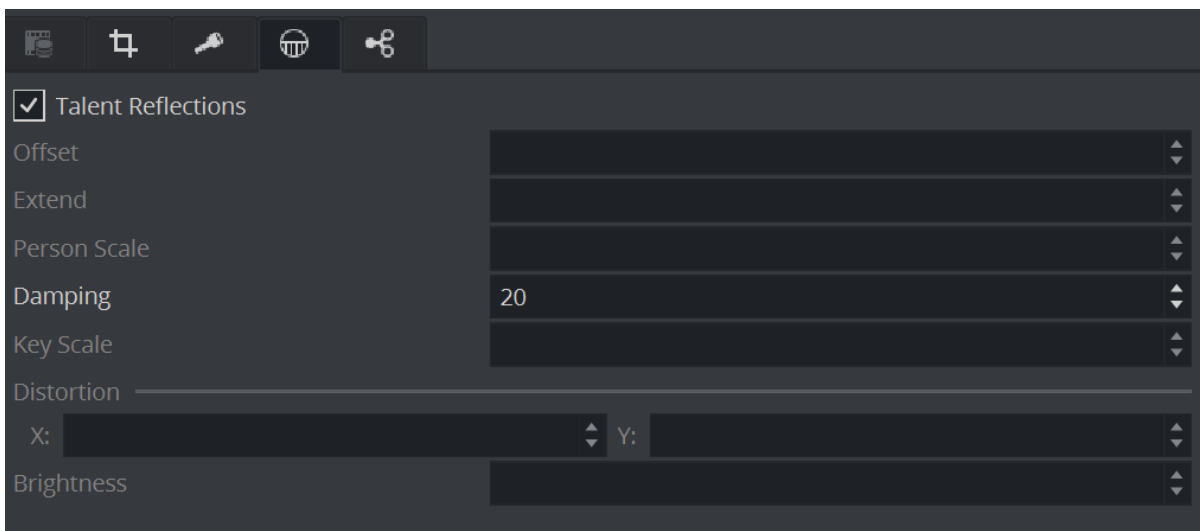 Talent Reflections
Offset
Extend
Person Scale
Damping 20
Key Scale
Distortion
X: Y:
Brightness